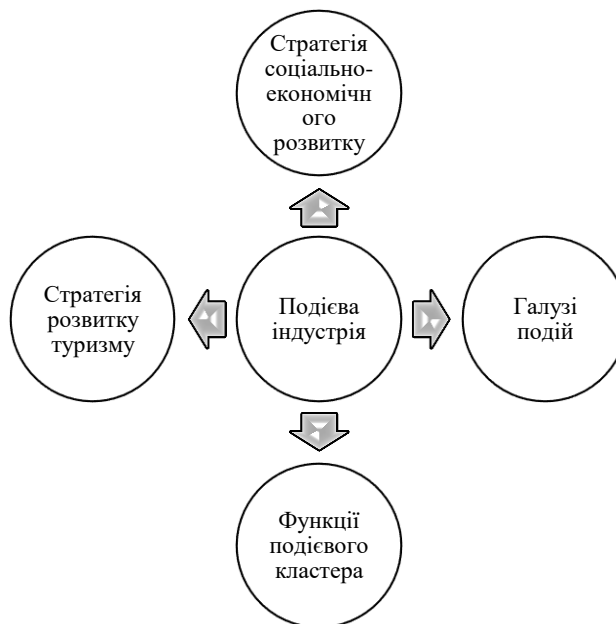 Стратегія
соціально-
економічн
ого
розвитку
Стратегія
розвитку
туризму
Подієва
індустрія
Галузі
подій
Функції
подієвого
кластера